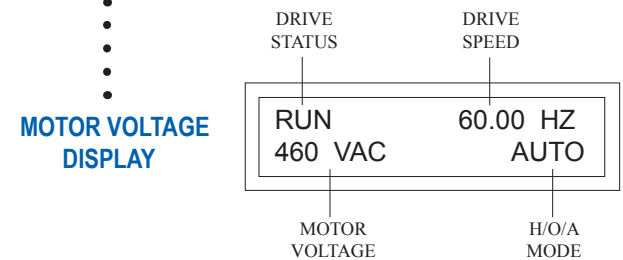 DRIVE
STATUS
DRIVE
SPEED
MOTOR VOLTAGE
DISPLAY
RUN 60.00 HZ
460 VAC AUTO
MOTOR
VOLTAGE
H/O/A
MODE